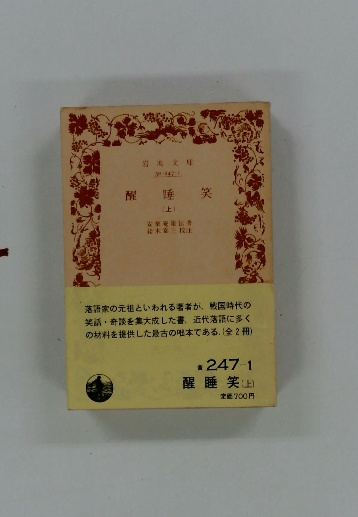 岩波文庫
醒睡笑
(上)
安楽庵策伝著
鈴木棠三校注
落語家の元祖といわれる著者が、戦国時代の
笑話・奇談を集大成した書。近代落語に多く
の材料を提供した最古の咄本である。(全2冊)
黄247-1
醒睡笑(上)
定価700円